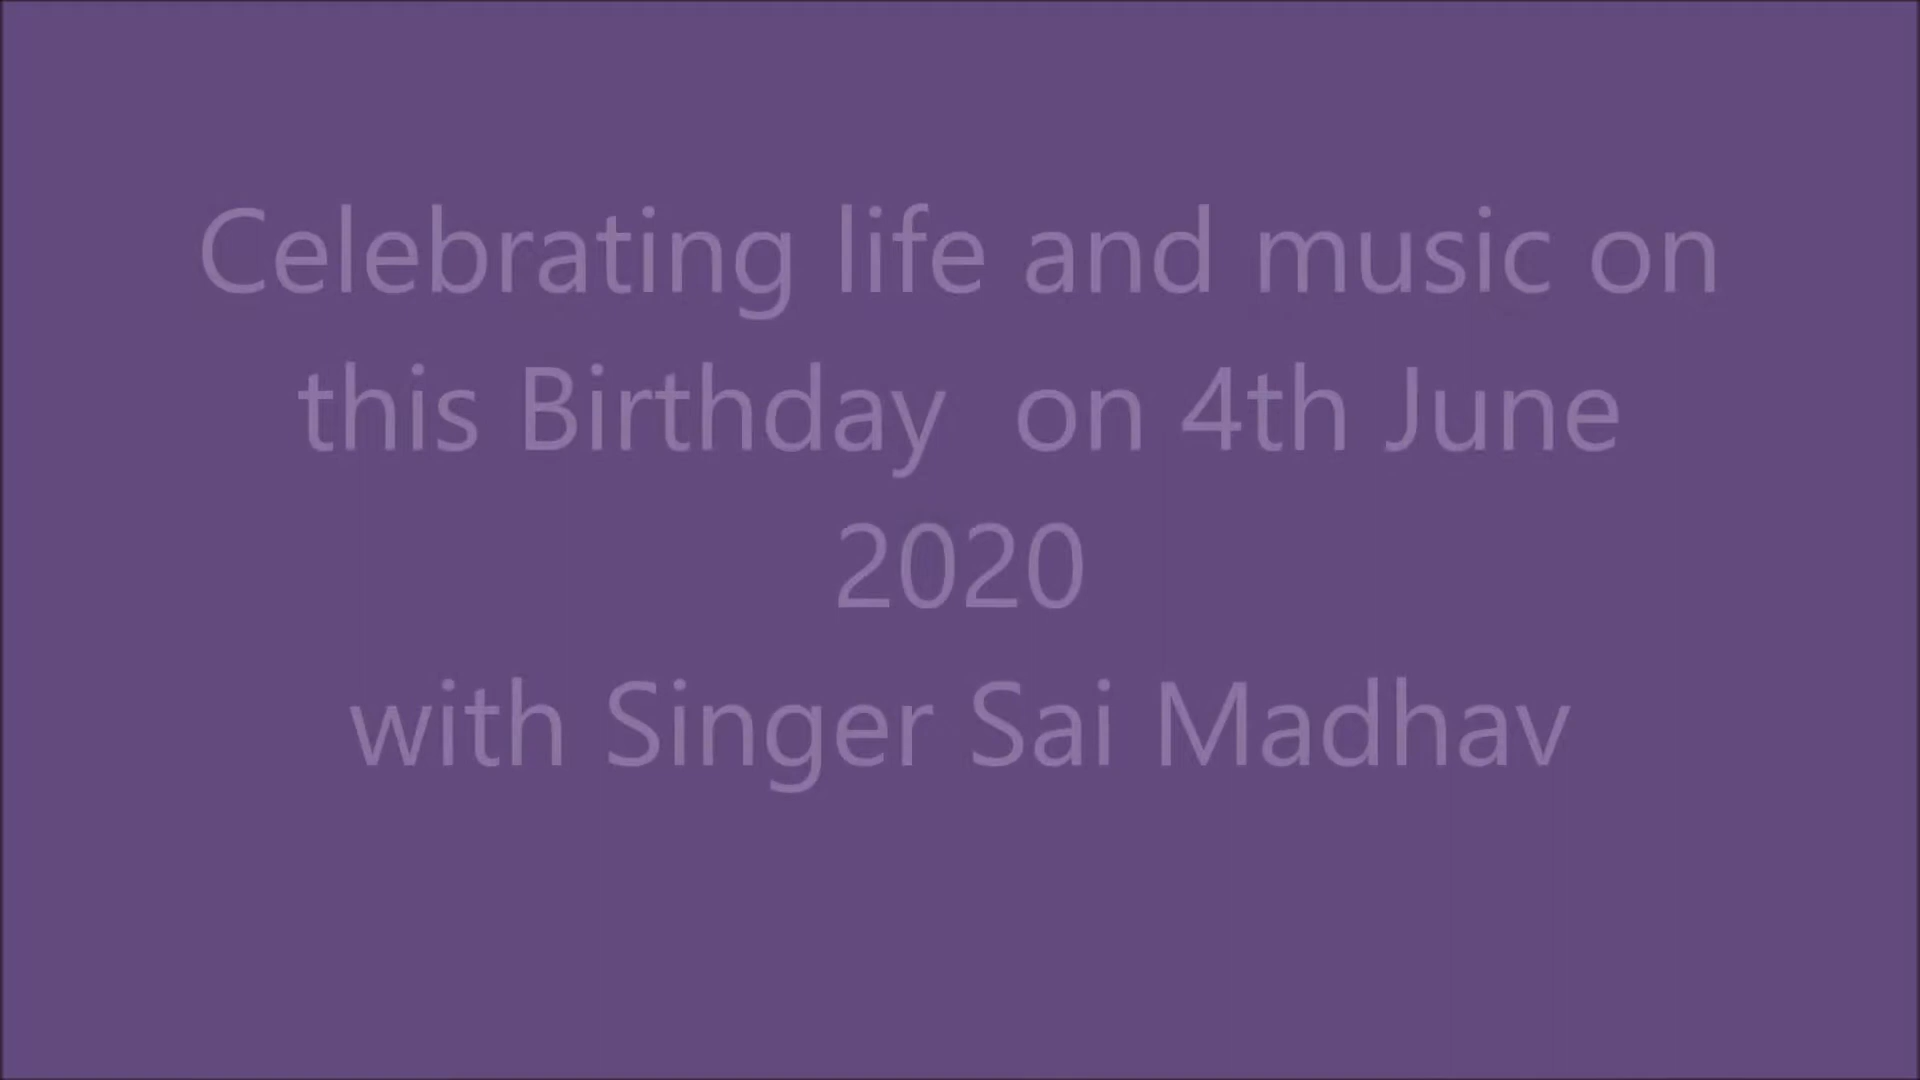 Celebrating life and music on
this Birthday  on 4th June
2020
with Singer Sai Madhav